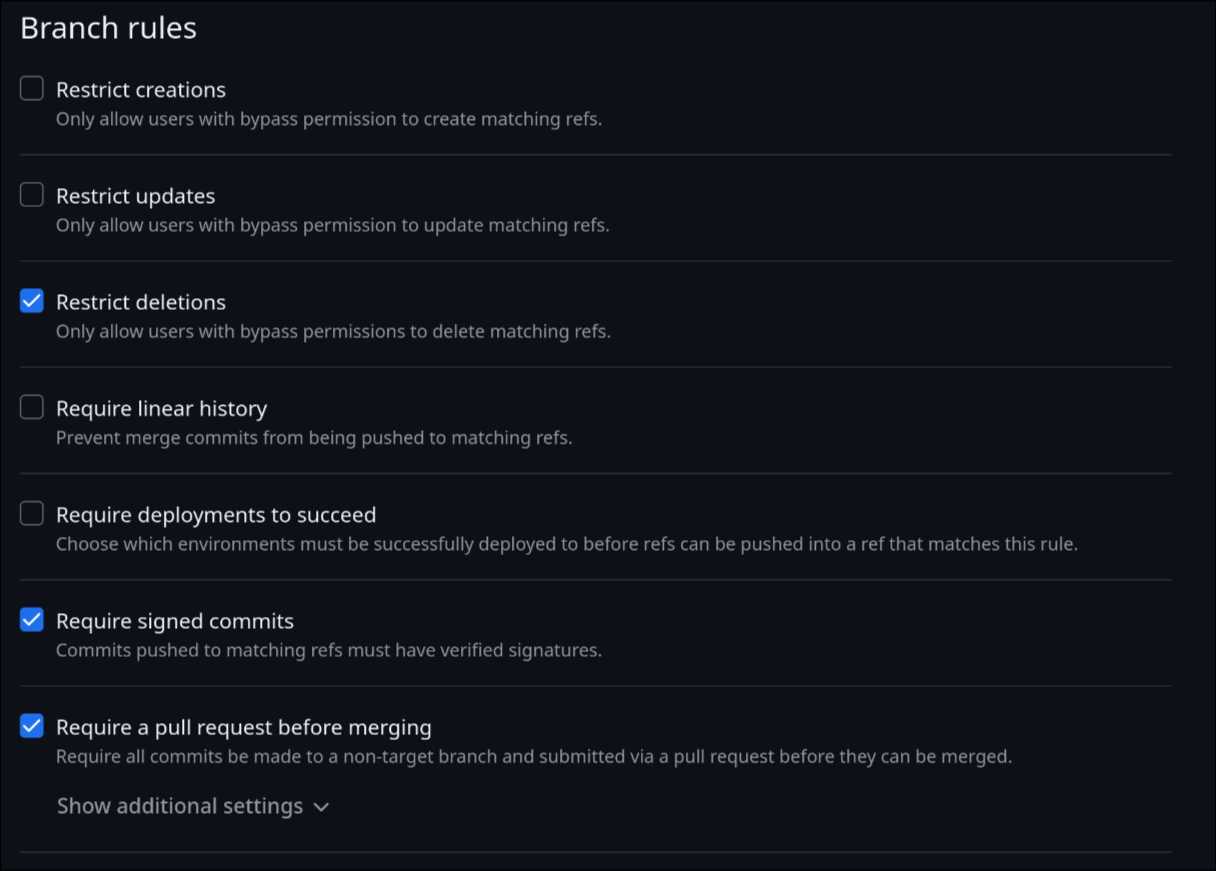 Branch rules
Restrict creations
Only allow users with bypass permission to create matching refs.
Restrict updates
Only allow users with bypass permission to update matching refs.
Restrict deletions
Only allow users with bypass permissions to delete matching refs.
Require linear history
Prevent merge commits from being pushed to matching refs.
Require deployments to succeed
Choose which environments must be successfully deployed to before refs can be pushed into a ref that matches this rule.
Require signed commits
Commits pushed to matching refs must have verified signatures.
Require a pull request before merging
Require all commits be made to a non-target branch and submitted via a pull request before they can be merged.
Show additional settings